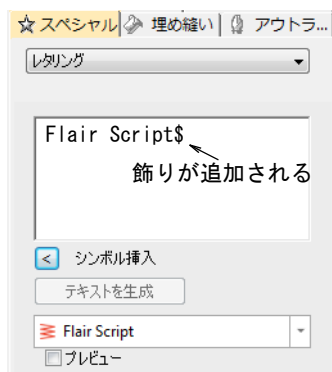 スペシャル 埋め縫い アウトラ...
レタリング
Flair Script$
飾りが追加される
< シンボル挿入
テキストを生成
Flair Script
プレビュー